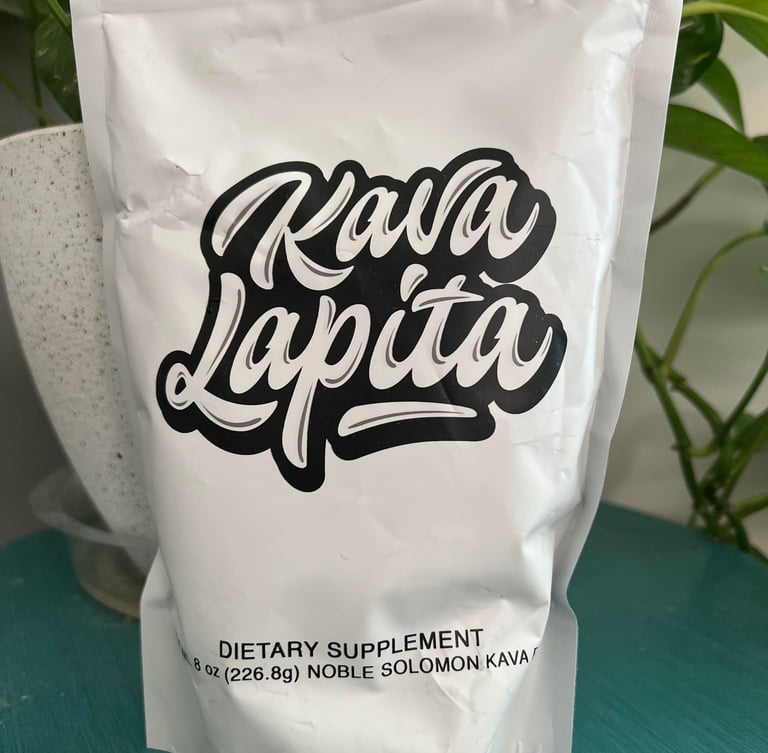 Kava
Lapita
DIETARY SUPPLEMENT
8 oz (226.8g) NOBLE SOLOMON KAVA